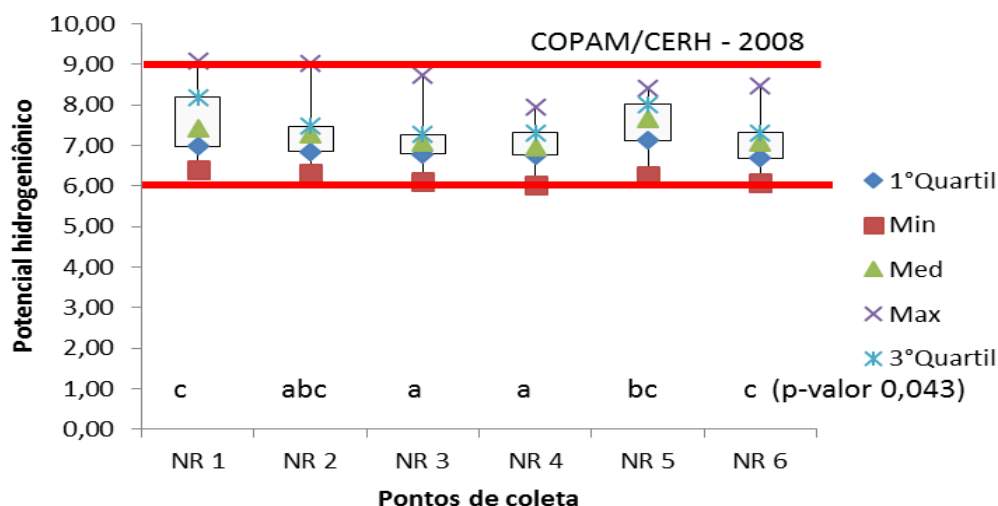 10,00
9,00
8,00
7,00
6,00
5,00
4,00
3,00
2,00
1,00
0,00
Potencial hidrogeniônico
COPAM/CERH - 2008
1°Quartil
Min
Med
Max
3°Quartil
c abc a a bc c (p-valor 0,043)
NR 1 NR 2 NR 3 NR 4 NR 5 NR 6
Pontos de coleta